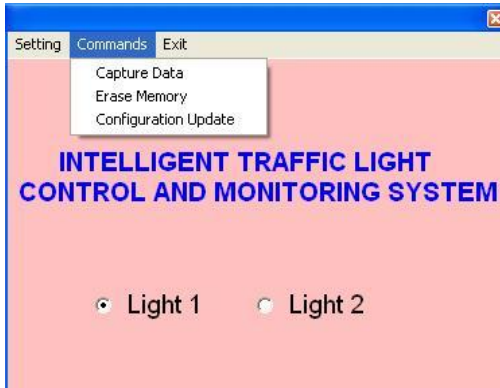 Setting Commands Exit
Capture Data
Erase Memory
Configuration Update
INTELLIGENT TRAFFIC LIGHT
CONTROL AND MONITORING SYSTEM
Light 1 Light 2